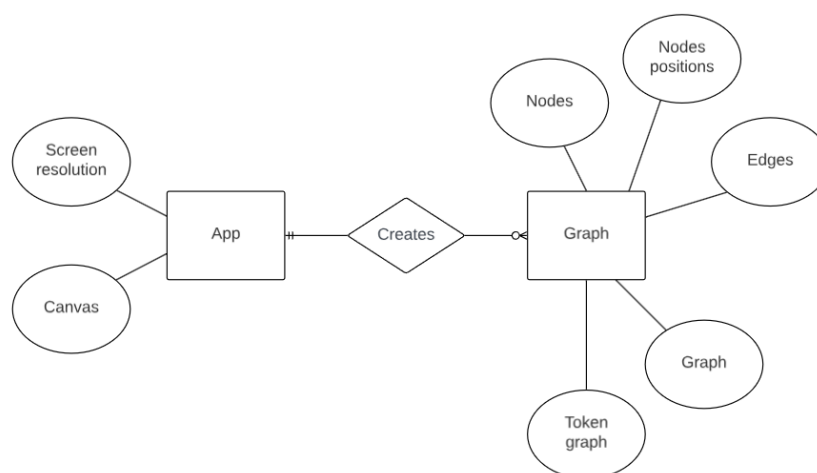 Nodes
positions
Nodes
Screen
resolution
Edges
App
Creates
Graph
Canvas
Graph
Token
graph